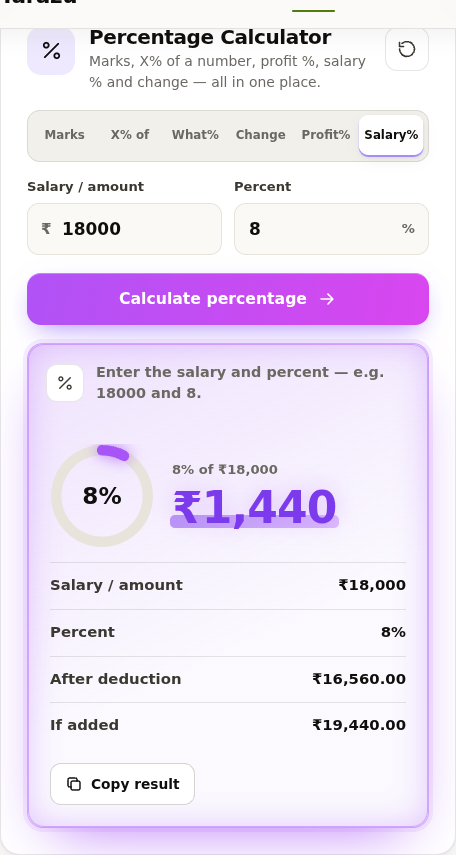 Percentage Calculator
Marks, X% of a number, profit %, salary
% and change — all in one place.
Marks X% of What% Change Profit% Salary%
Salary / amount Percent
₹ 18000 8 %
Calculate percentage →
% Enter the salary and percent — e.g.
18000 and 8.
8% of ₹18,000
8% ₹1,440
Salary / amount ₹18,000
Percent 8%
After deduction ₹16,560.00
If added ₹19,440.00
Copy result